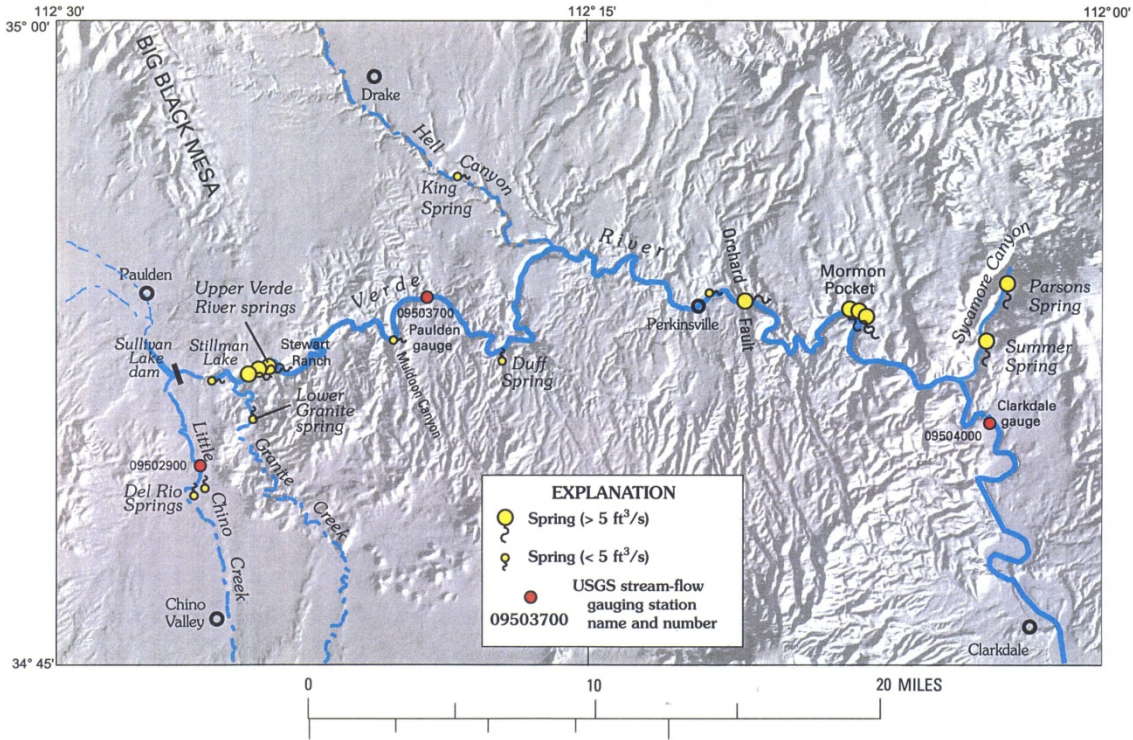 112° 30'
112° 15'
112° 00'
35° 00'
BIG BLACK MESA
Drake
Hell
Canyon
King
Spring
River
Orchard
Fault
Mormon
Pocket
Sycamore Canyon
Parsons
Spring
Paulden
Upper Verde
River springs
Verde
09503700
Paulden
gauge
Perkinsville
Sullivan
Lake
dam
Stillman
Lake
Stewart
Ranch
Muldoon Canyon
Duff
Spring
Summer
Spring
Lower
Granite
spring
Clarkdale
gauge
09504000
Little
Chino
Creek
09502900
Del Rio
Springs
Granite
Creek
EXPLANATION
Spring (> 5 ft³/s)
Spring (< 5 ft³/s)
USGS stream-flow
gauging station
name and number
09503700
Chino
Valley
Clarkdale
34° 45'
0
10
20 MILES